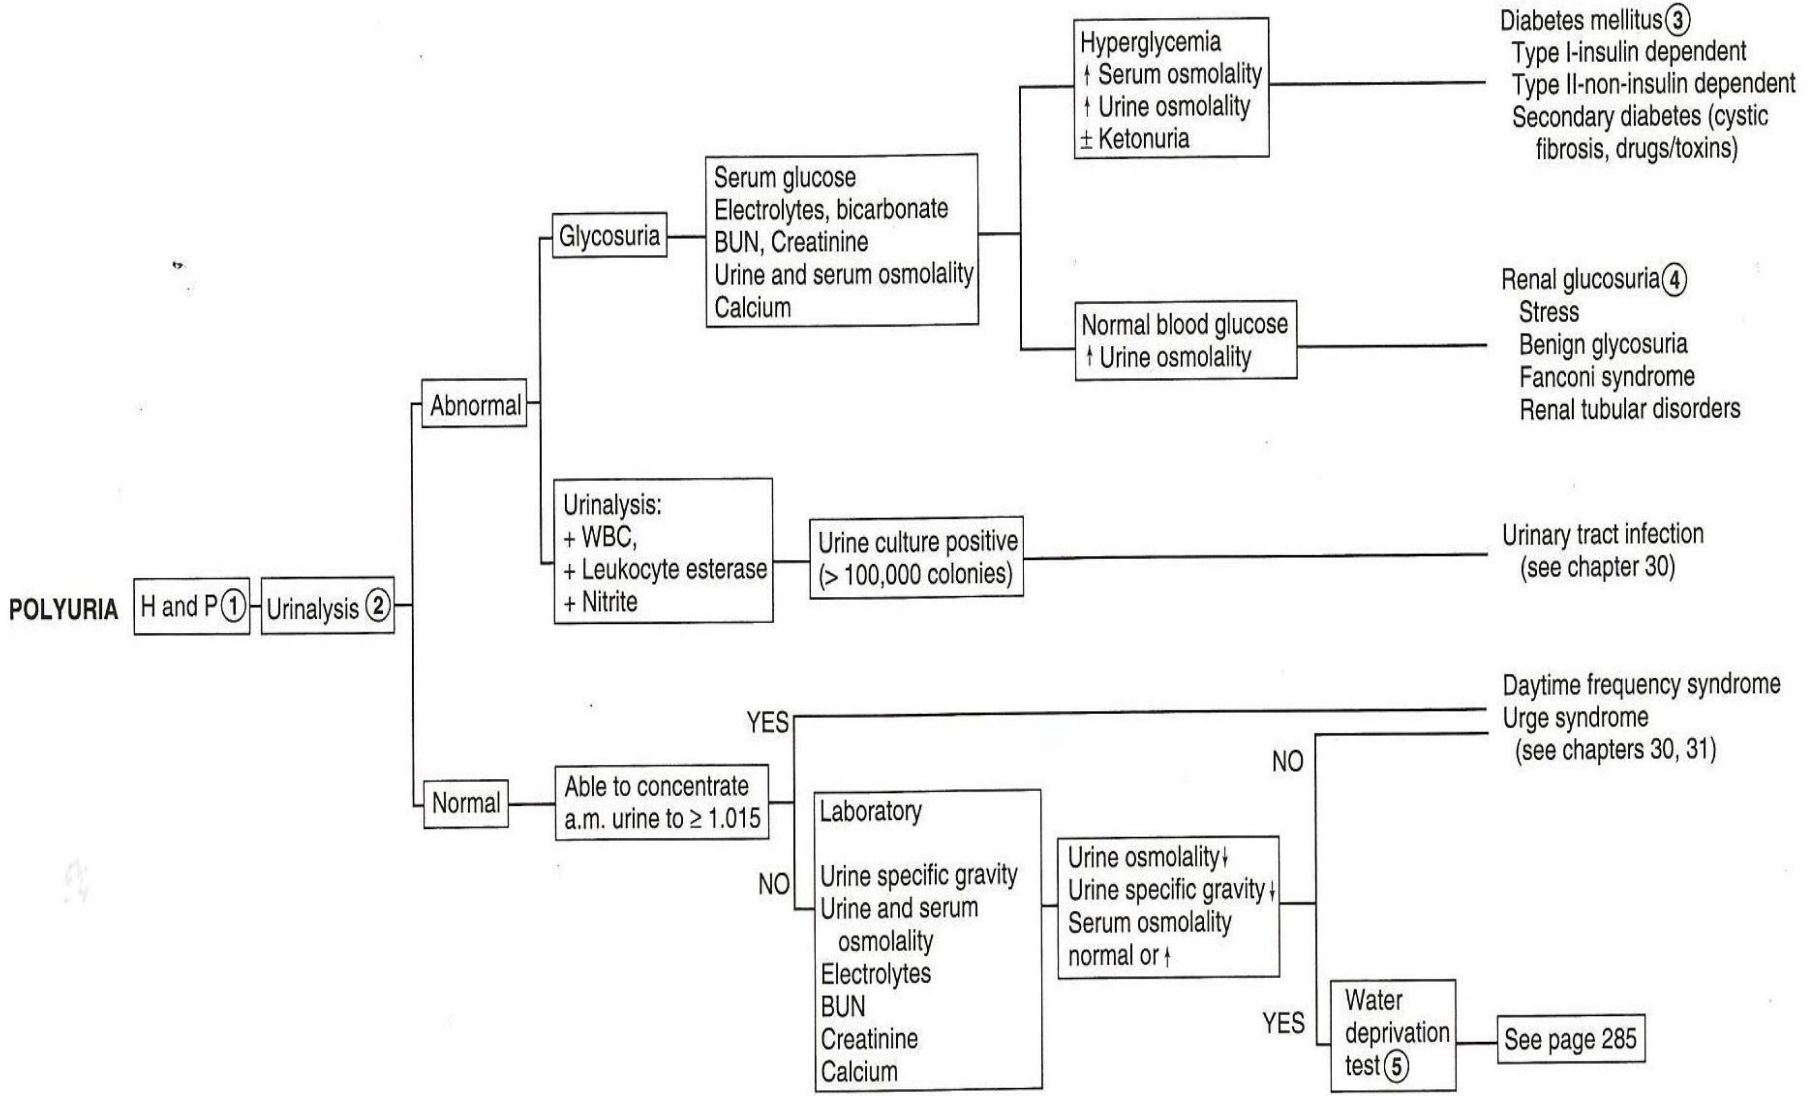 POLYURIA
H and P ①
Urinalysis ②
Abnormal
Glycosuria
Serum glucose
Electrolytes, bicarbonate
BUN, Creatinine
Urine and serum osmolality
Calcium
Hyperglycemia
↑ Serum osmolality
↑ Urine osmolality
± Ketonuria
Diabetes mellitus ③
Type I-insulin dependent
Type II-non-insulin dependent
Secondary diabetes (cystic
fibrosis, drugs/toxins)
Normal blood glucose
↑ Urine osmolality
Renal glucosuria ④
Stress
Benign glycosuria
Fanconi syndrome
Renal tubular disorders
Urinalysis:
+ WBC,
+ Leukocyte esterase
+ Nitrite
Urine culture positive
(> 100,000 colonies)
Urinary tract infection
(see chapter 30)
Normal
Able to concentrate
a.m. urine to ≥ 1.015
YES
Daytime frequency syndrome
Urge syndrome
(see chapters 30, 31)
NO
Laboratory
Urine specific gravity
Urine and serum
osmolality
Electrolytes
BUN
Creatinine
Calcium
Urine osmolality ↓
Urine specific gravity ↓
Serum osmolality
normal or ↑
NO
YES
Water
deprivation
test ⑤
See page 285